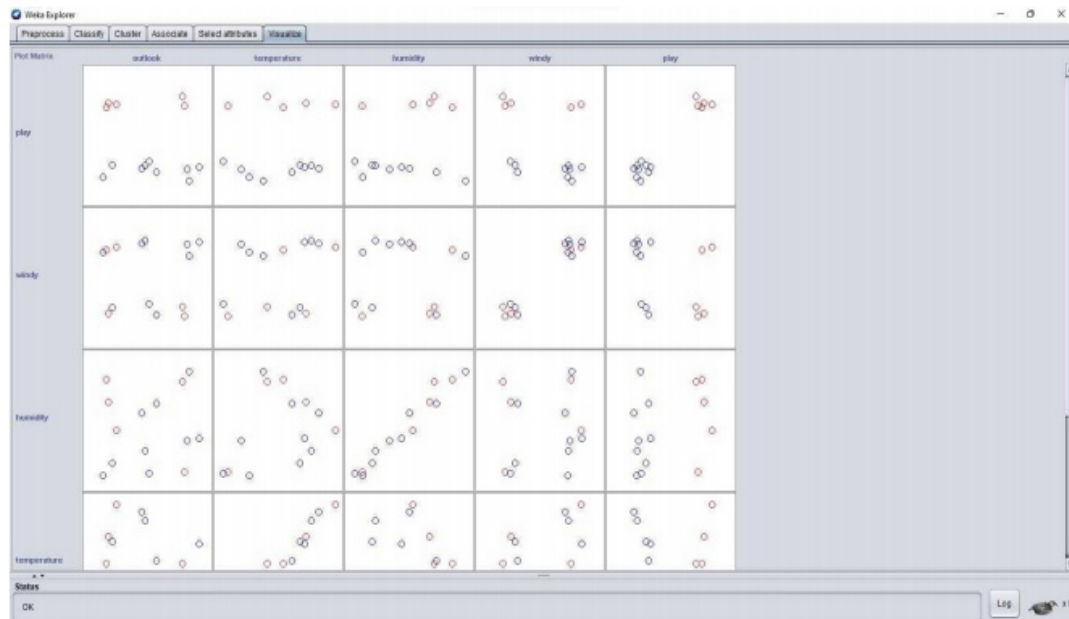 Weka Explorer
Preprocess Classify Cluster Associate Select attributes Visualize
Plot Matrix outlook temperature humidity windy play
play
windy
humidity
temperature
Status
OK
Log